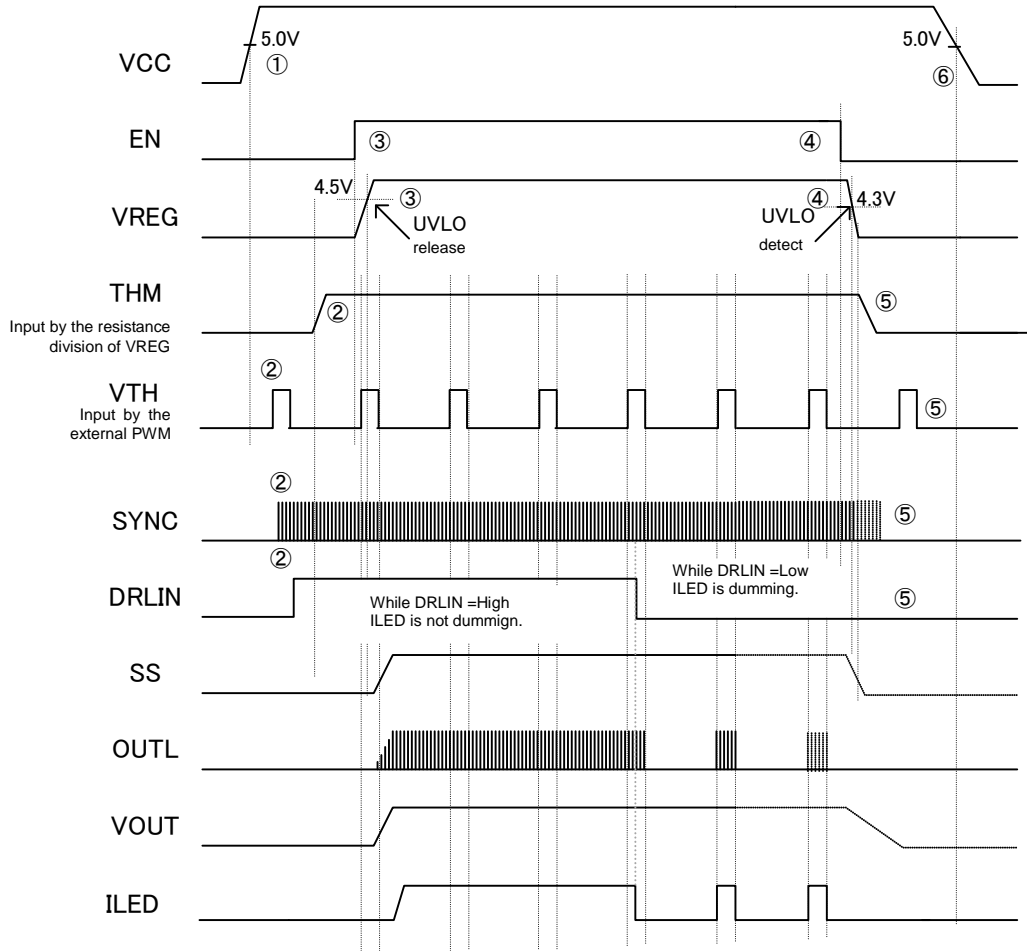 5.0V
5.0V
VCC
①
⑥
EN
③
④
4.5V
③
④
4.3V
VREG
UVLO
release
UVLO
detect
THM
②
⑤
Input by the resistance
division of VREG
②
VTH
⑤
Input by the
external PWM
②
SYNC
⑤
②
DRLIN
While DRLIN =High
ILED is not dummign.
While DRLIN =Low
ILED is dumming.
⑤
SS
OUTL
VOUT
ILED